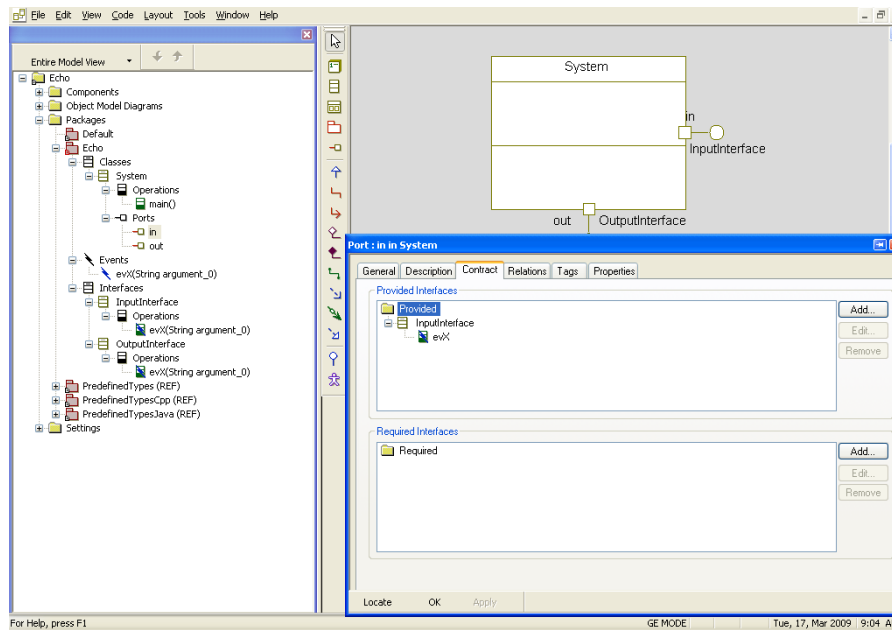 File Edit View Code Layout Tools Window Help
Entire Model View
Echo
Components
Object Model Diagrams
Packages
Default
Echo
Classes
System
Operations
main()
Ports
in
out
Events
evX(String argument_0)
Interfaces
InputInterface
Operations
evX(String argument_0)
OutputInterface
Operations
evX(String argument_0)
PredefinedTypes (REF)
PredefinedTypesCpp (REF)
PredefinedTypesJava (REF)
Settings
System
in
InputInterface
out OutputInterface
Port : in in System
General Description Contract Relations Tags Properties
Provided Interfaces
Provided
InputInterface
evX
Add...
Edit...
Remove
Required Interfaces
Required
Add...
Edit...
Remove
Locate OK Apply
For Help, press F1 GE MODE Tue, 17, Mar 2009 9:04 A